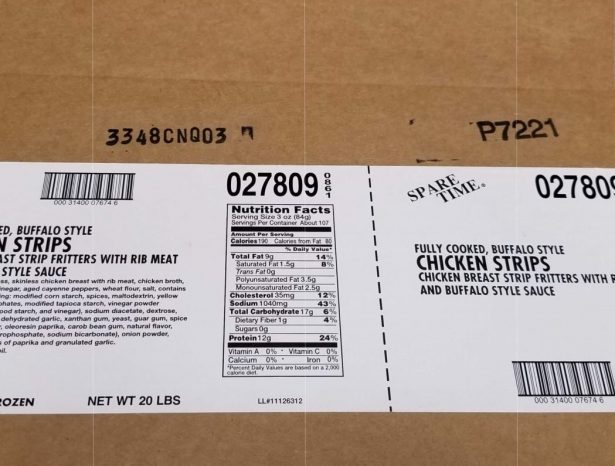 3348CNQ03
P7221
000 31400 07674 6
ED, BUFFALO STYLE
N STRIPS
AST STRIP FRITTERS WITH RIB MEAT
STYLE SAUCE
ess, skinless chicken breast with rib meat, chicken broth,
inegar, aged cayenne peppers, wheat flour, salt, contains
ing: modified corn starch, spices, maltodextrin, yellow
phates, modified tapioca starch, vinegar powder
ood starch, and vinegar), sodium diacetate, dextrose,
dehydrated garlic, xanthan gum, yeast, guar gum, spice
r, oleoresin paprika, carob bean gum, natural flavor,
rophosphate, sodium bicarbonate), onion powder,
s of paprika and granulated garlic.
il.
OZEN
NET WT 20 LBS
027809
0861
Nutrition Facts
Serving Size 3 oz (84g)
Servings Per Container About 107
Amount Per Serving
Calories 190 Calories from Fat 80
% Daily Value*
Total Fat 9g 14%
Saturated Fat 1.5g 8%
Trans Fat 0g
Polyunsaturated Fat 3.5g
Monounsaturated Fat 2.5g
Cholesterol 35mg 12%
Sodium 1040mg 43%
Total Carbohydrate 17g 6%
Dietary Fiber 1g 4%
Sugars 0g
Protein 12g 24%
Vitamin A 0% • Vitamin C 0%
Calcium 0% • Iron 0%
*Percent Daily Values are based on a 2,000
calorie diet.
LL#11126312
SPARE
TIME®
027809
FULLY COOKED, BUFFALO STYLE
CHICKEN STRIPS
CHICKEN BREAST STRIP FRITTERS WITH R
AND BUFFALO STYLE SAUCE
000 31400 07674 6